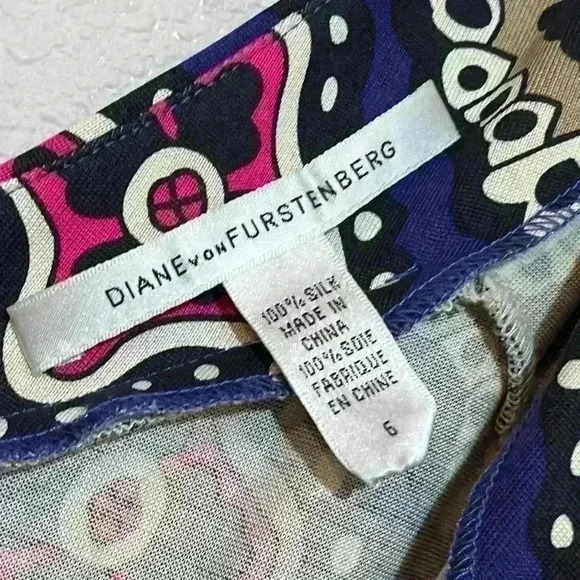 DIANE VON FURSTENBERG
100% SILK
MADE IN
CHINA
100% SOIE
FABRIQUE
EN CHINE
6